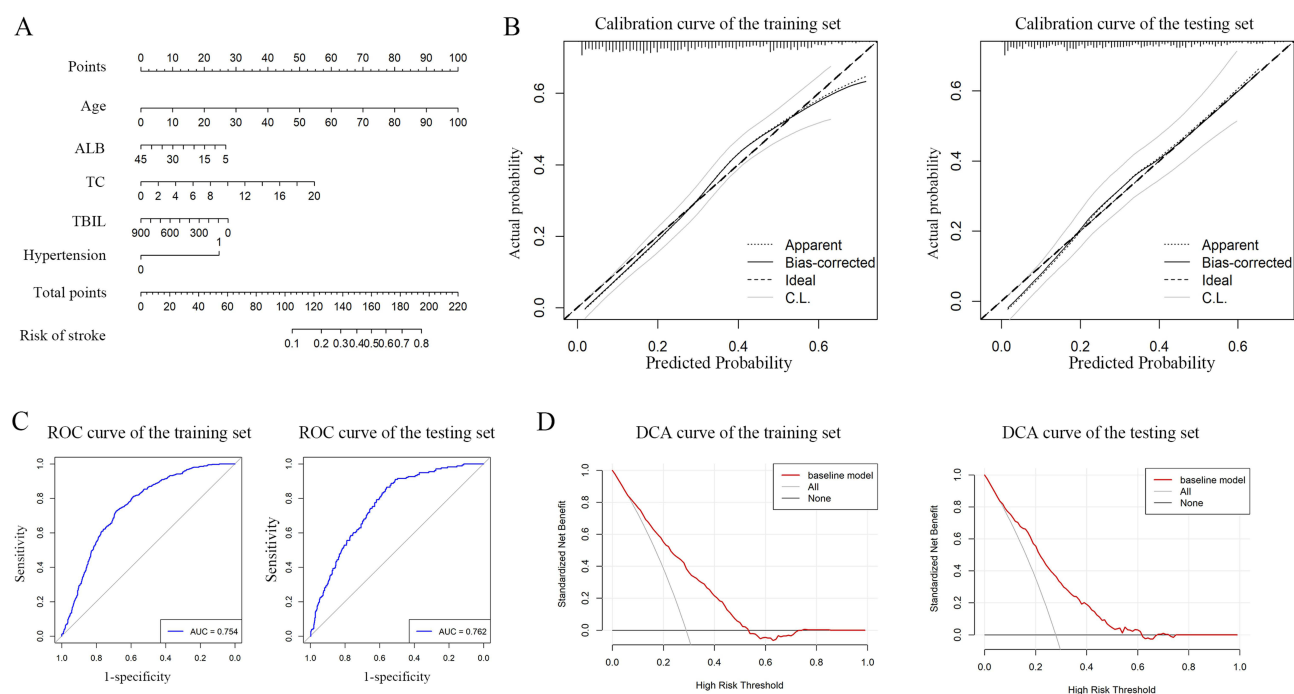 A
Points
0 10 20 30 40 50 60 70 80 90 100
Age
0 10 20 30 40 50 60 70 80 90 100
ALB
45 30 15 5
TC
0 2 4 6 8 12 16 20
TBIL
900 600 300 0
Hypertension
1
0
Total points
0 20 40 60 80 100 120 140 160 180 200 220
Risk of stroke
0.1 0.2 0.3 0.4 0.5 0.6 0.7 0.8
B
Calibration curve of the training set
Actual probability
0.0 0.2 0.4 0.6
Apparent
Bias-corrected
Ideal
C.L.
0.0 0.2 0.4 0.6
Predicted Probability
Calibration curve of the testing set
Actual probability
0.0 0.2 0.4 0.6
Apparent
Bias-corrected
Ideal
C.L.
0.0 0.2 0.4 0.6
Predicted Probability
C
ROC curve of the training set
Sensitivity
0.0 0.2 0.4 0.6 0.8 1.0
AUC = 0.754
1.0 0.8 0.6 0.4 0.2 0.0
1-specificity
ROC curve of the testing set
Sensitivity
0.0 0.2 0.4 0.6 0.8 1.0
AUC = 0.762
1.0 0.8 0.6 0.4 0.2 0.0
1-specificity
D
DCA curve of the training set
Standardized Net Benefit
0.0 0.2 0.4 0.6 0.8 1.0
baseline model
All
None
0.0 0.2 0.4 0.6 0.8 1.0
High Risk Threshold
DCA curve of the testing set
Standardized Net Benefit
0.0 0.2 0.4 0.6 0.8 1.0
baseline model
All
None
0.0 0.2 0.4 0.6 0.8 1.0
High Risk Threshold